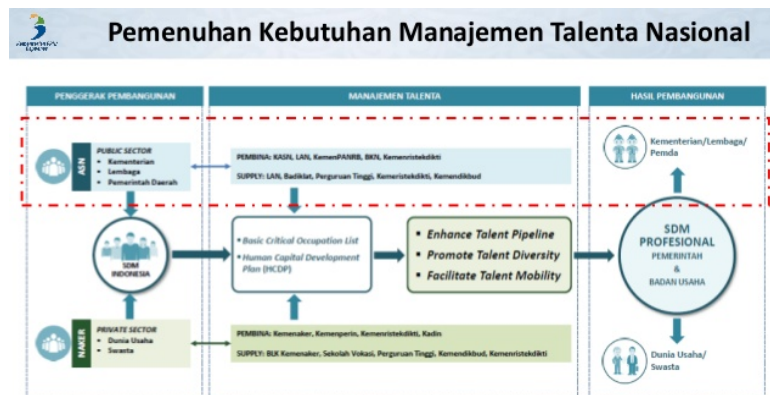 Pemenuhan Kebutuhan Manajemen Talenta Nasional
PENGGERAK PEMBANGUNAN
MANAJEMEN TALENTA
HASIL PEMBANGUNAN
ASN
PUBLIC SECTOR
• Kementerian
• Lembaga
• Pemerintah Daerah
PEMBINA: KASN, LAN, KemenPANRB, BKN, Kemenristekdikti
SUPPLY: LAN, Badiklat, Perguruan Tinggi, Kemeristekdikti, Kemendikbud
Kementerian/Lembaga/
Pemda
SDM
INDONESIA
• Basic Critical Occupation List
• Human Capital Development
Plan (HCDP)
• Enhance Talent Pipeline
• Promote Talent Diversity
• Facilitate Talent Mobility
SDM
PROFESIONAL
PEMERINTAH
&
BADAN USAHA
NAKER
PRIVATE SECTOR
• Dunia Usaha
• Swasta
PEMBINA: Kemenaker, Kemenperin, Kemenristekdikti, Kadin
SUPPLY: BLK Kemenaker, Sekolah Vokasi, Perguruan Tinggi, Kemendikbud, Kemenristekdikti
Dunia Usaha/
Swasta